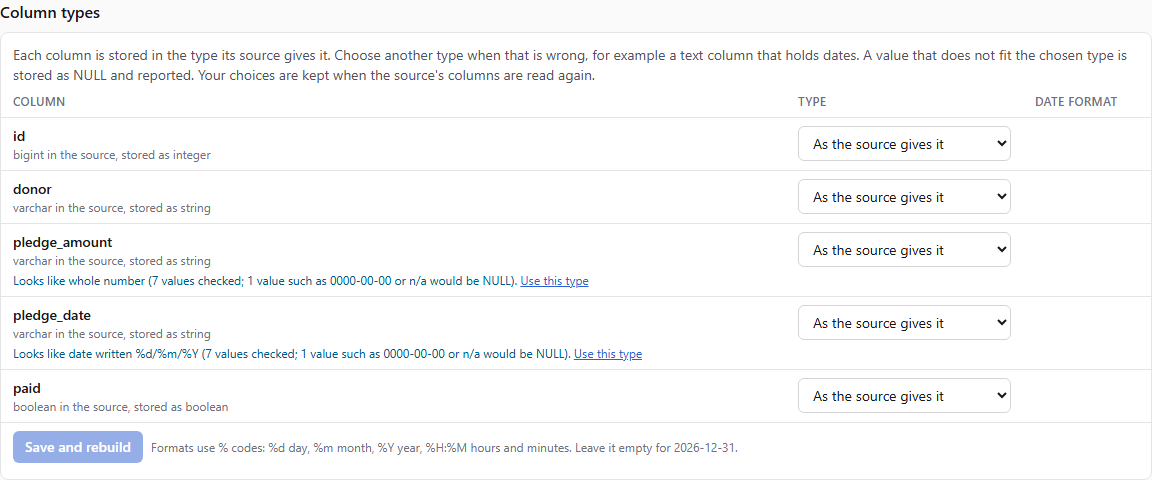 Column types
Each column is stored in the type its source gives it. Choose another type when that is wrong, for example a text column that holds dates. A value that does not fit the chosen type is
stored as NULL and reported. Your choices are kept when the source's columns are read again.
COLUMN TYPE DATE FORMAT
id
bigint in the source, stored as integer
As the source gives it
donor
varchar in the source, stored as string
As the source gives it
pledge_amount
varchar in the source, stored as string
Looks like whole number (7 values checked; 1 value such as 0000-00-00 or n/a would be NULL). Use this type
As the source gives it
pledge_date
varchar in the source, stored as string
Looks like date written %d/%m/%Y (7 values checked; 1 value such as 0000-00-00 or n/a would be NULL). Use this type
As the source gives it
paid
boolean in the source, stored as boolean
As the source gives it
Save and rebuild Formats use % codes: %d day, %m month, %Y year, %H:%M hours and minutes. Leave it empty for 2026-12-31.